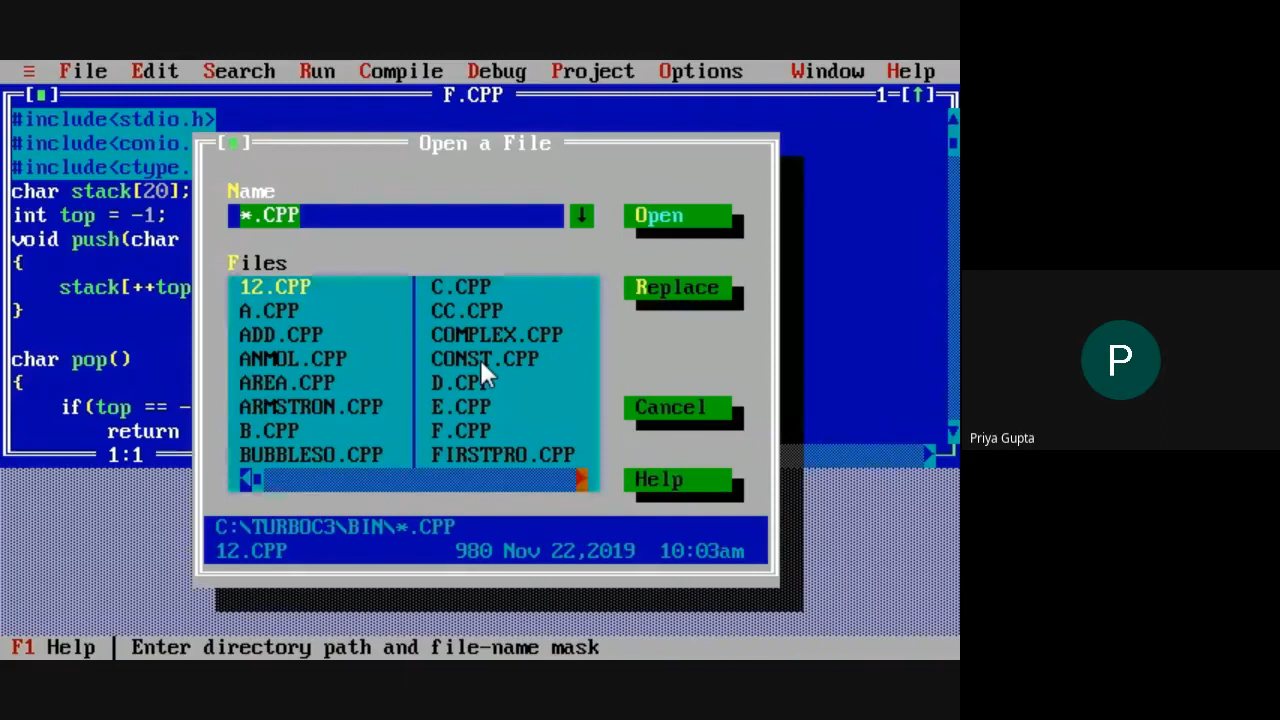 ≡ File Edit Search Run Compile Debug Project Options Window Help
[■] F.CPP 1=[↑]
#include<stdio.h>
#include<conio.
#include<ctype.
char stack[20];
int top = -1;
void push(char
{
stack[++top
}
char pop()
{
if(top == -
return
1:1
[■] Open a File
Name
*.CPP ↓ Open
Files
12.CPP C.CPP Replace
A.CPP CC.CPP
ADD.CPP COMPLEX.CPP
ANMOL.CPP CONST.CPP
AREA.CPP D.CPP
ARMSTRON.CPP E.CPP Cancel
B.CPP F.CPP
BUBBLESO.CPP FIRSTPRO.CPP
Help
C:\TURBOC3\BIN\*.CPP
12.CPP 980 Nov 22,2019 10:03am
F1 Help | Enter directory path and file-name mask
P
Priya Gupta